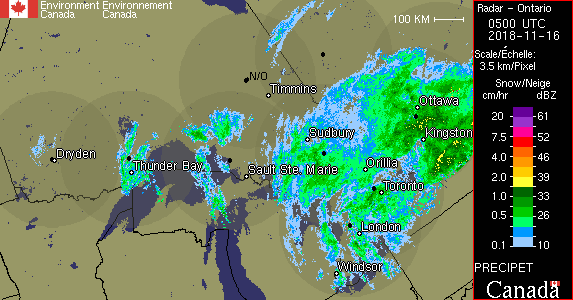 Environment Environnement
Canada Canada
100 KM
N/O
Timmins
Ottawa
Sudbury
Kingston
Dryden
Thunder Bay
Sault Ste. Marie
Orillia
Toronto
London
Windsor
Radar - Ontario
0500 UTC
2018-11-16
Scale/Échelle:
3.5 km/Pixel
Snow/Neige
cm/hr dBZ
20 61
7.5 52
4.0 46
2.0 39
1.0 33
0.5 26
0.1 10
PRECIPET
Canada